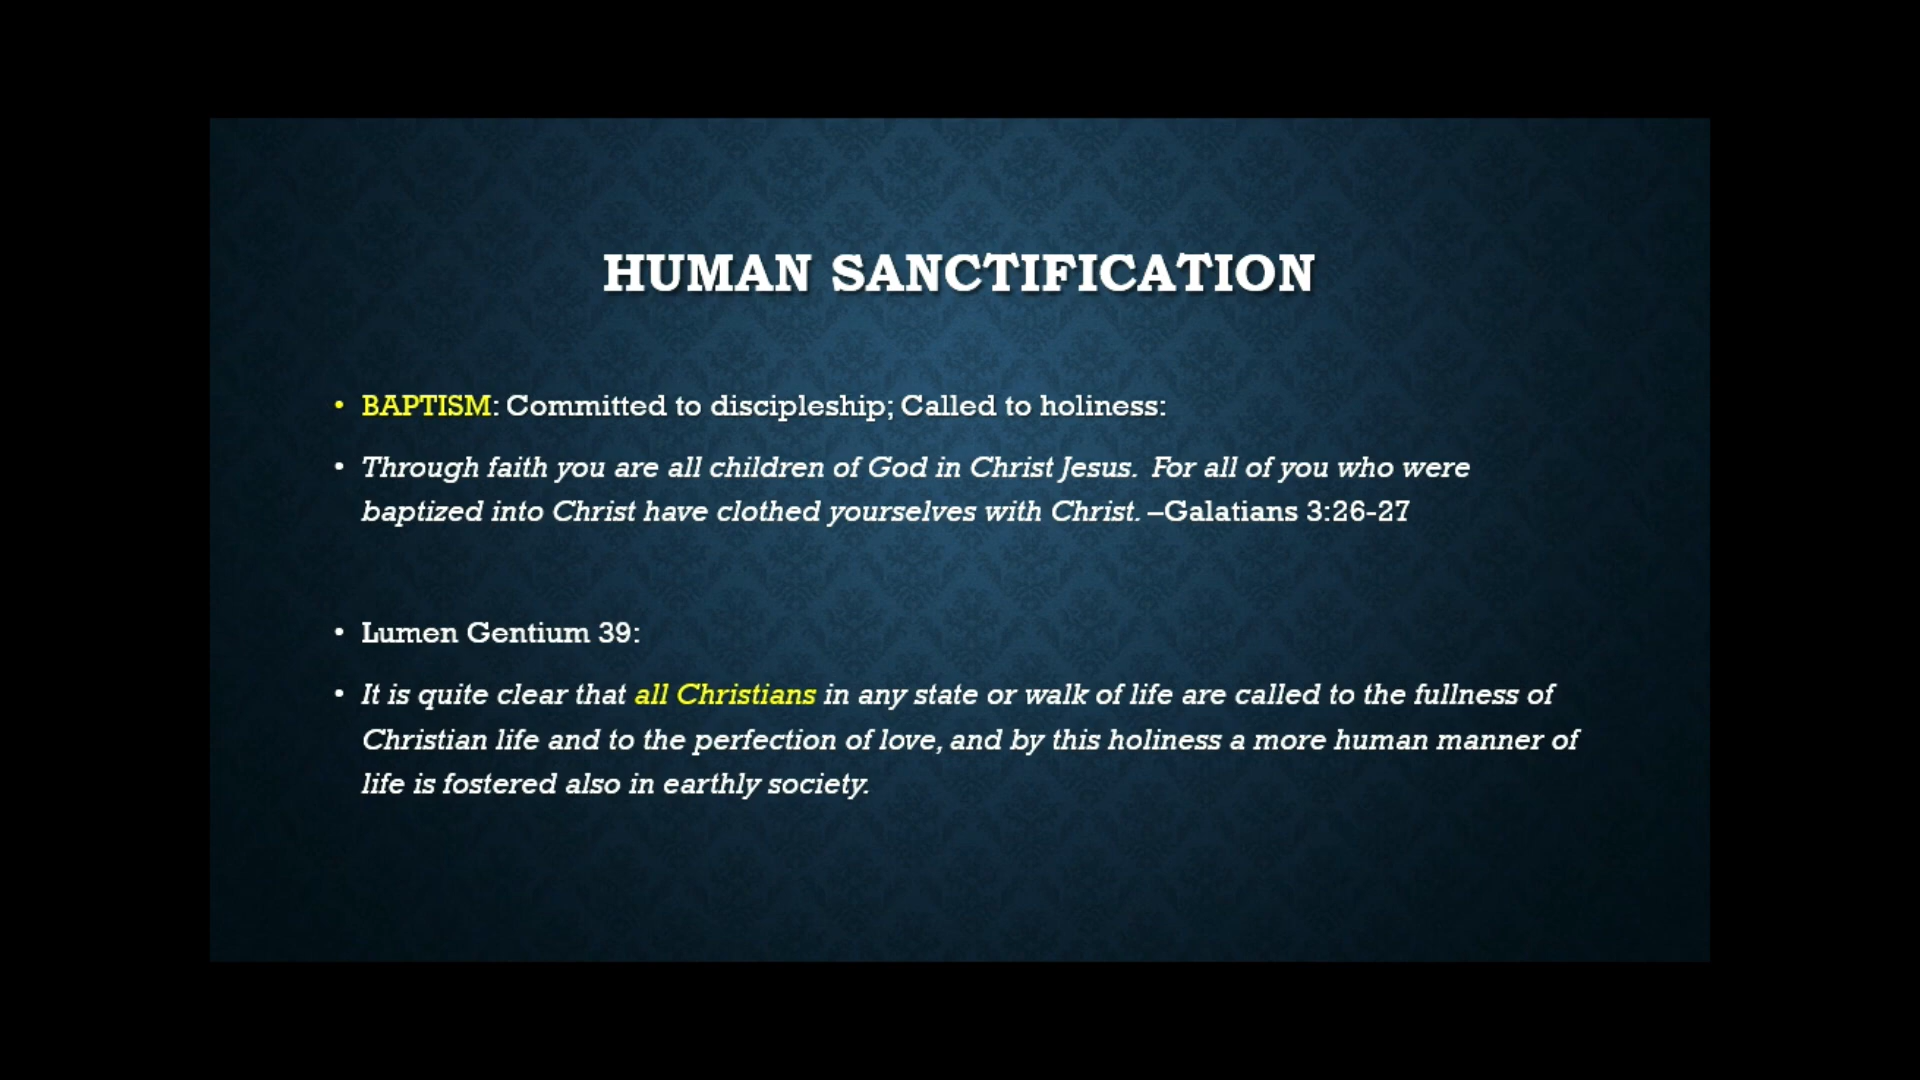 HUMAN SANCTIFICATION
• BAPTISM: Committed to discipleship; Called to holiness:
• Through faith you are all children of God in Christ Jesus. For all of you who were
baptized into Christ have clothed yourselves with Christ. –Galatians 3:26-27
• Lumen Gentium 39:
• It is quite clear that all Christians in any state or walk of life are called to the fullness of
Christian life and to the perfection of love, and by this holiness a more human manner of
life is fostered also in earthly society.